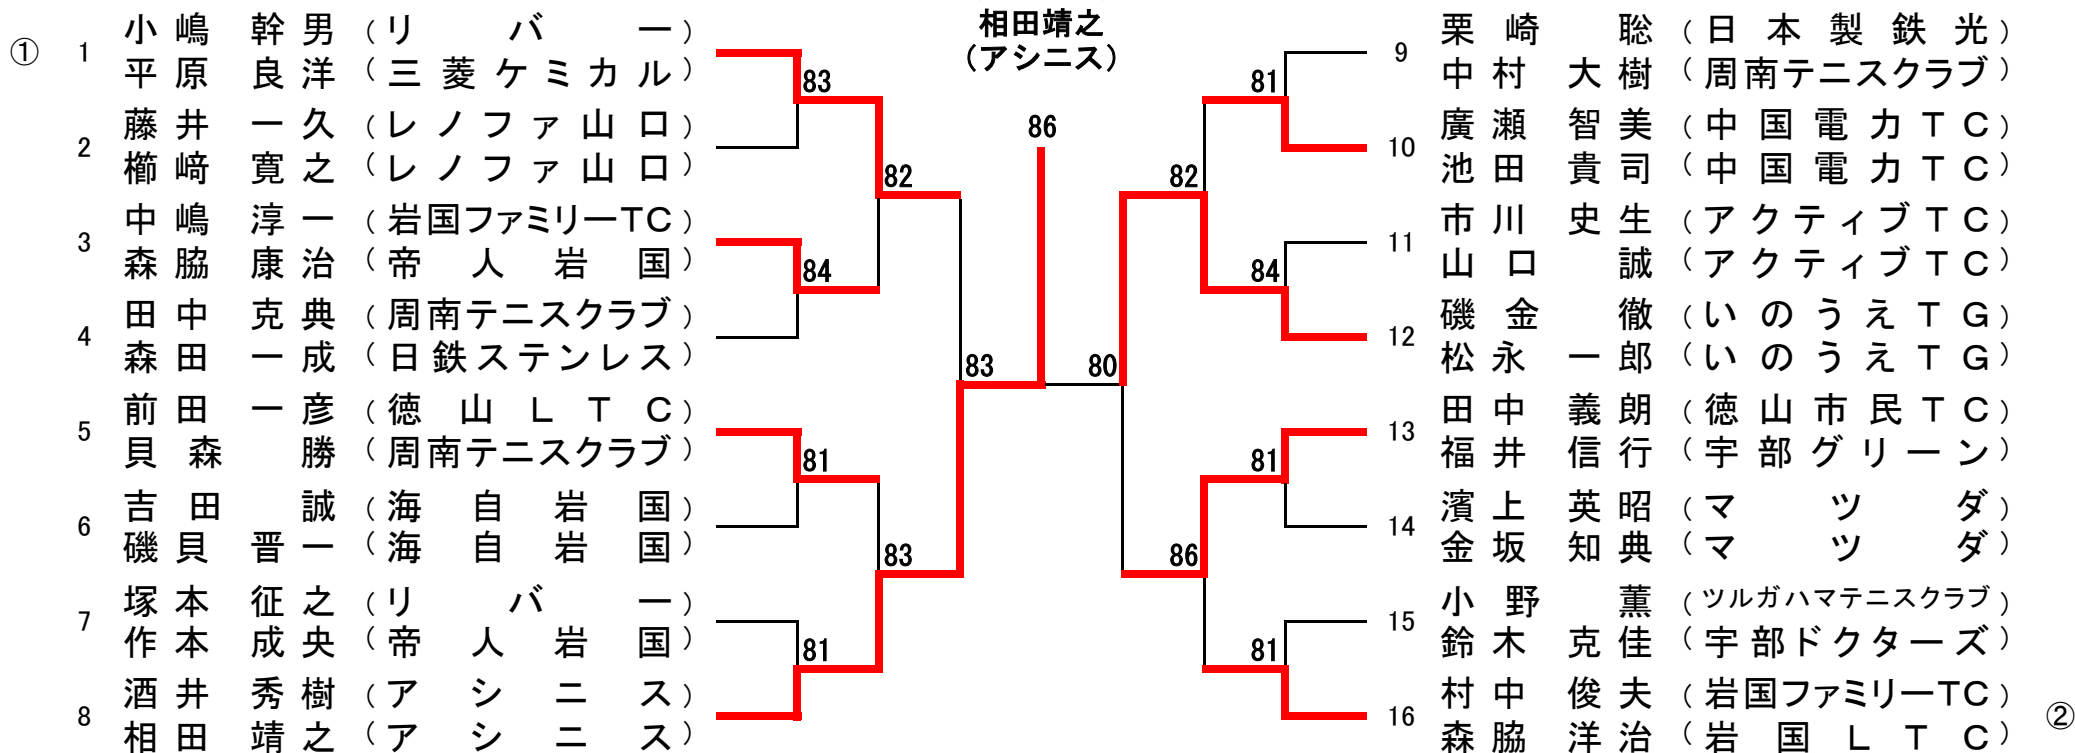 相田靖之
（アシニス）
86
① 1 小嶋 幹男 （リバー）
平原 良洋 （三菱ケミカル）
83
2 藤井 一久 （レノファ山口）
櫛﨑 寛之 （レノファ山口）
82
3 中嶋 淳一 （岩国ファミリーTC）
森脇 康治 （帝人岩国）
84
4 田中 克典 （周南テニスクラブ）
森田 一成 （日鉄ステンレス）
83
5 前田 一彦 （徳山LTC）
貝森 勝 （周南テニスクラブ）
81
6 吉田 誠 （海自岩国）
磯貝 晋一 （海自岩国）
83
7 塚本 征之 （リバー）
作本 成央 （帝人岩国）
81
8 酒井 秀樹 （アシニス）
相田 靖之 （アシニス）
9 栗崎 聡 （日本製鉄光）
中村 大樹 （周南テニスクラブ）
81
10 廣瀬 智美 （中国電力TC）
池田 貴司 （中国電力TC）
82
11 市川 史生 （アクティブTC）
山口 誠 （アクティブTC）
84
12 磯金 徹 （いのうえTG）
松永 一郎 （いのうえTG）
80
13 田中 義朗 （徳山市民TC）
福井 信行 （宇部グリーン）
81
14 濱上 英昭 （マツダ）
金坂 知典 （マツダ）
86
15 小野 薫 （ツルガハマテニスクラブ）
鈴木 克佳 （宇部ドクターズ）
81
16 村中 俊夫 （岩国ファミリーTC）
森脇 洋治 （岩国LTC） ②